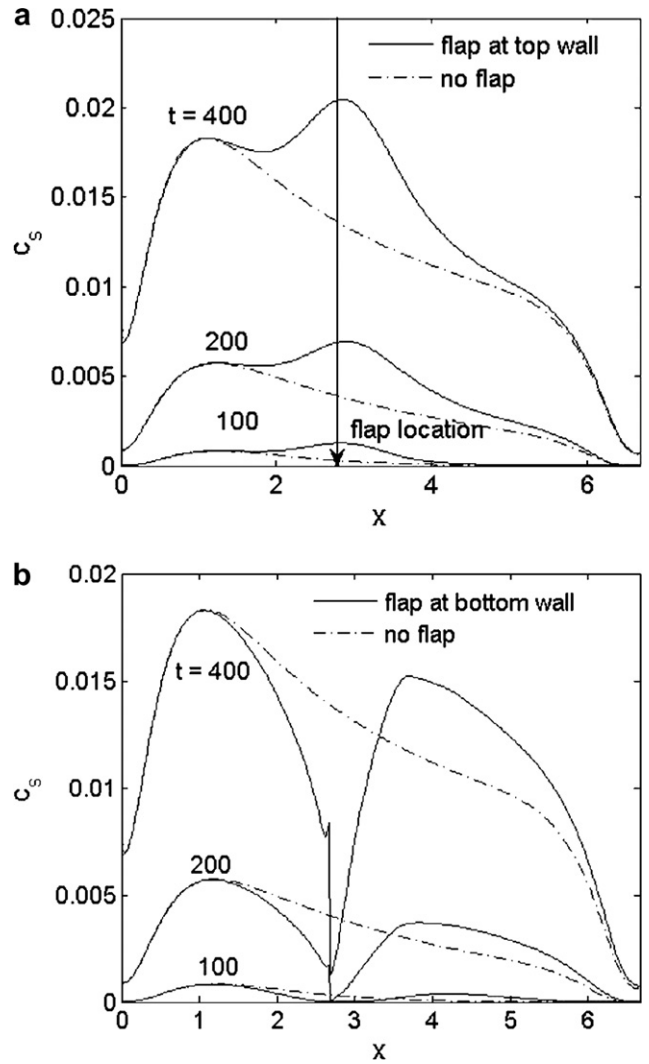 a
0.025
flap at top wall
no flap
t = 400
0.02
0.015
c_s
0.01
200
0.005
100
flap location
0
0 2 4 6
X
b
0.02
flap at bottom wall
no flap
t = 400
0.015
c_s
0.01
200
0.005
100
0
0 1 2 3 4 5 6
X